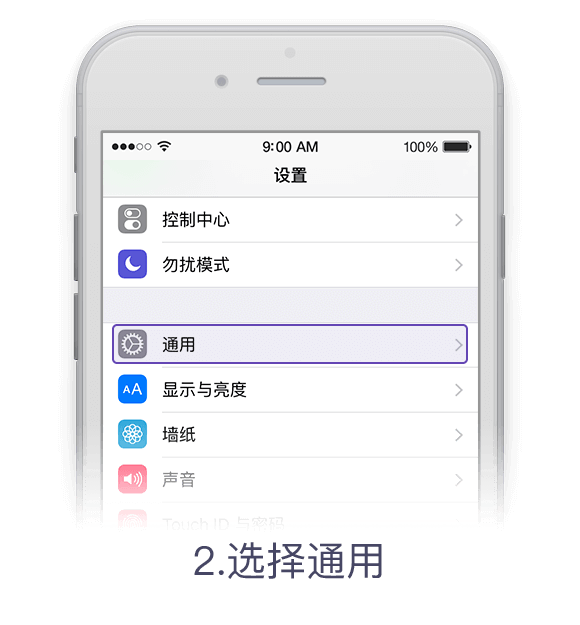 9:00 AM 100%
设置
控制中心
勿扰模式
通用
AA 显示与亮度
墙纸
声音
Touch ID 与密码
2.选择通用